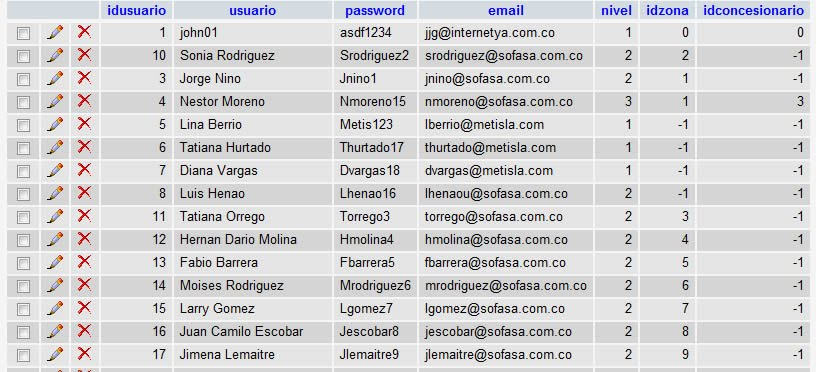 idusuario usuario password email nivel idzona idconcesionario
1 john01 asdf1234 jjg@internetya.com.co 1 0 0
10 Sonia Rodriguez Srodriguez2 srodriguez@sofasa.com.co 2 2 -1
3 Jorge Nino Jnino1 jnino@sofasa.com.co 2 1 -1
4 Nestor Moreno Nmoreno15 nmoreno@sofasa.com.co 3 1 3
5 Lina Berrio Metis123 lberrio@metisla.com 1 -1 -1
6 Tatiana Hurtado Thurtado17 thurtado@metisla.com 1 -1 -1
7 Diana Vargas Dvargas18 dvargas@metisla.com 1 -1 -1
8 Luis Henao Lhenao16 lhenaou@sofasa.com.co 2 -1 -1
11 Tatiana Orrego Torrego3 torrego@sofasa.com.co 2 3 -1
12 Hernan Dario Molina Hmolina4 hmolina@sofasa.com.co 2 4 -1
13 Fabio Barrera Fbarrera5 fbarrera@sofasa.com.co 2 5 -1
14 Moises Rodriguez Mrodriguez6 mrodriguez@sofasa.com.co 2 6 -1
15 Larry Gomez Lgomez7 lgomez@sofasa.com.co 2 7 -1
16 Juan Camilo Escobar Jescobar8 jescobar@sofasa.com.co 2 8 -1
17 Jimena Lemaitre Jlemaitre9 jlemaitre@sofasa.com.co 2 9 -1